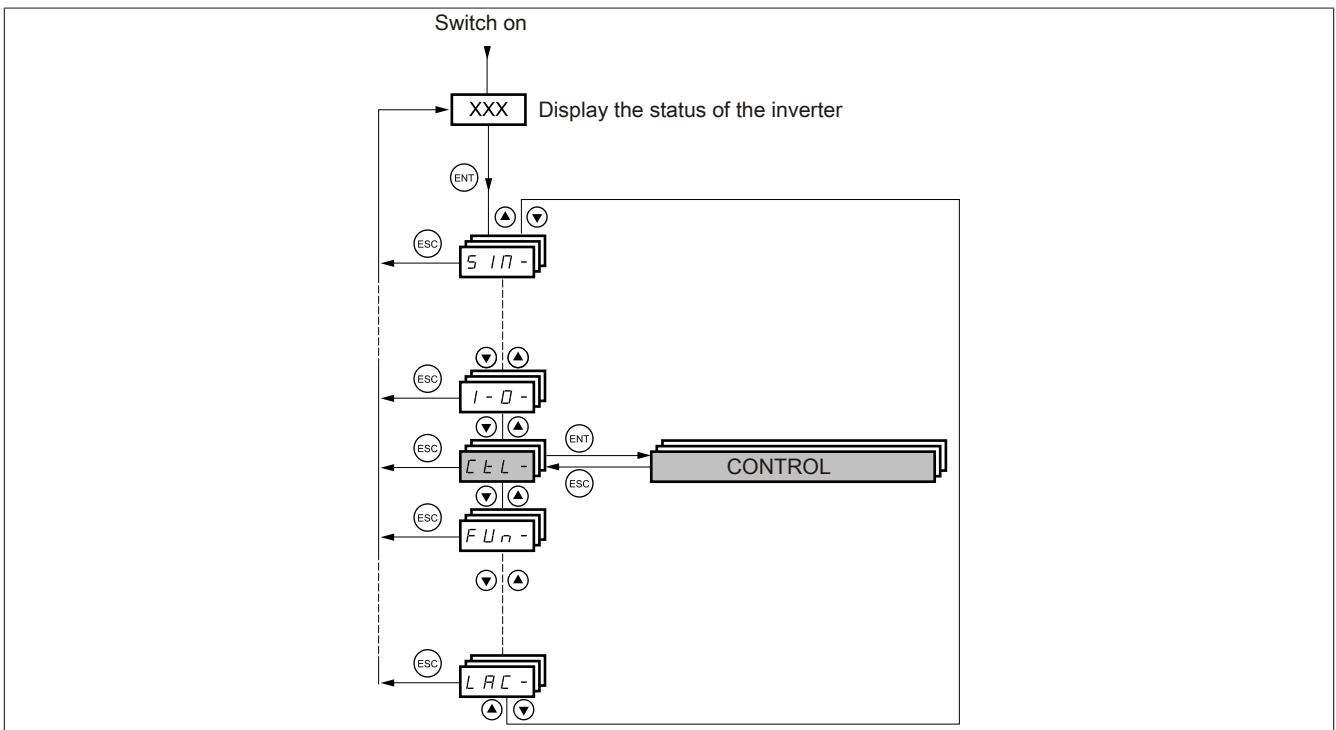 Switch on
XXX Display the status of the inverter
ENT
ESC
SIM-
ESC
I-O-
ESC
CtL-
ENT
ESC
CONTROL
ESC
FUn-
ESC
LAC-